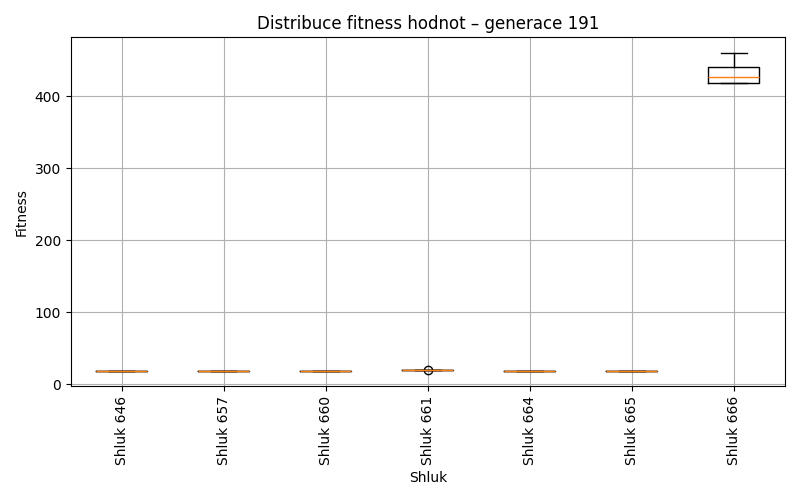 Distribuce fitness hodnot – generace 191
Fitness
400
300
200
100
0
Shluk 646
Shluk 657
Shluk 660
Shluk 661
Shluk 664
Shluk 665
Shluk 666
Shluk